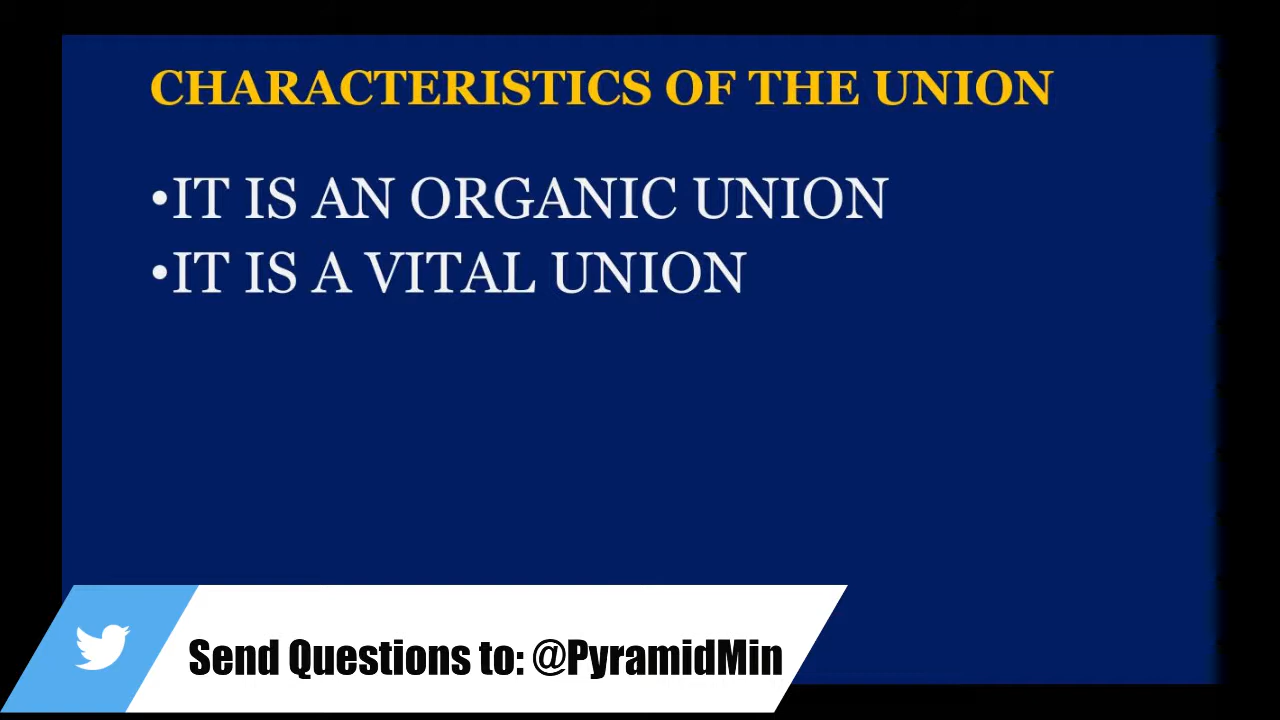 CHARACTERISTICS OF THE UNION
•IT IS AN ORGANIC UNION
•IT IS A VITAL UNION
Send Questions to: @PyramidMin